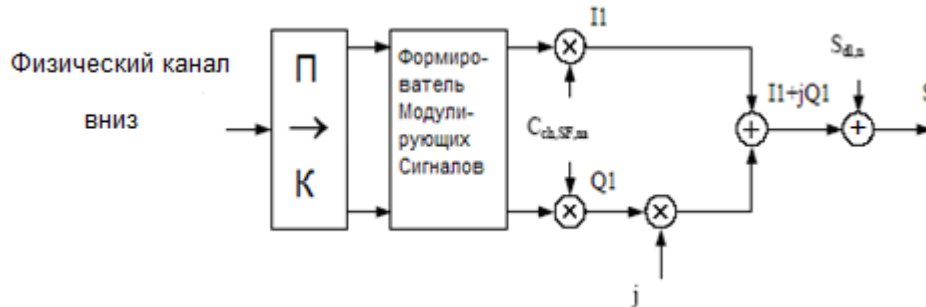 Физический канал
вниз
П
→
К
Формиро-
ватель
Модули-
рующих
Сигналов
I1
C_ch,SF,m
Q1
j
I1+jQ1
S_dl,n
S